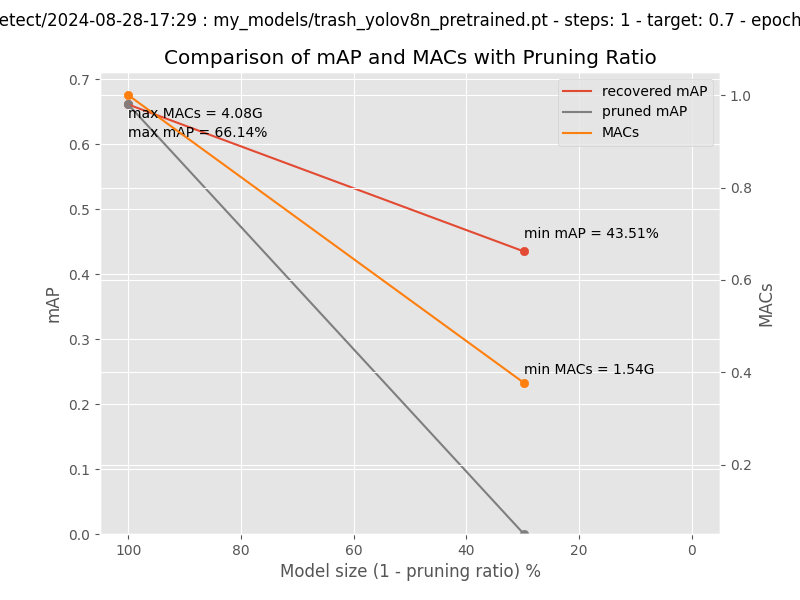 etect/2024-08-28-17:29 : my_models/trash_yolov8n_pretrained.pt - steps: 1 - target: 0.7 - epoch
Comparison of mAP and MACs with Pruning Ratio
0.7
0.6
0.5
0.4
0.3
0.2
0.1
0.0
mAP
max MACs = 4.08G
max mAP = 66.14%
recovered mAP
pruned mAP
MACs
min mAP = 43.51%
min MACs = 1.54G
1.0
0.8
0.6
0.4
0.2
MACs
100
80
60
40
20
0
Model size (1 - pruning ratio) %